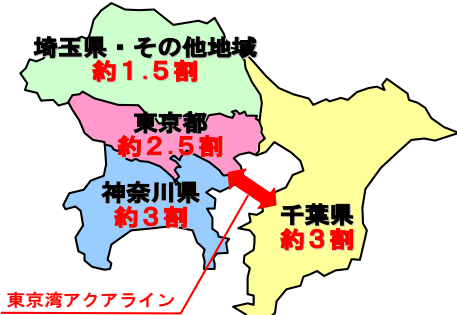 埼玉県・その他地域
約１.５割
東京都
約２.５割
神奈川県
約３割
千葉県
約３割
東京湾アクアライン